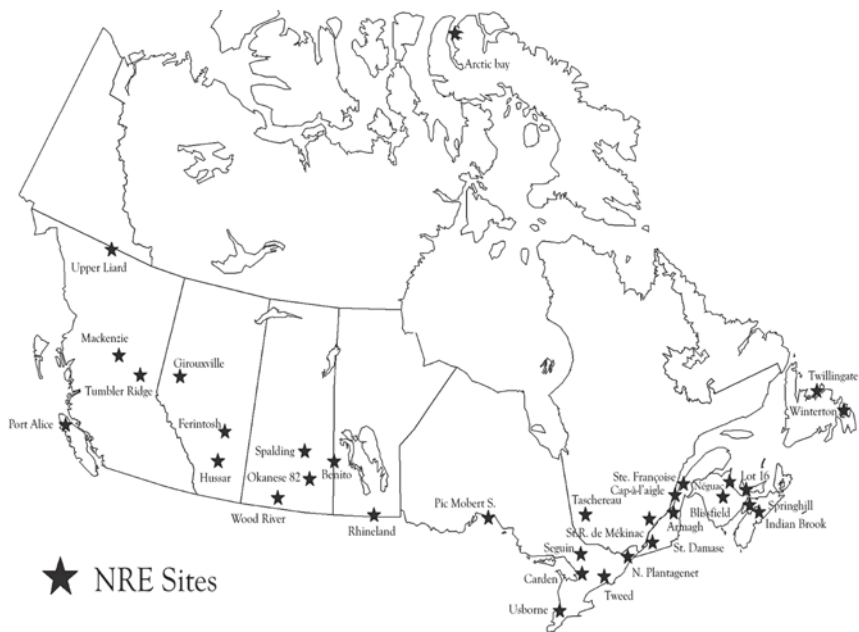 Arctic bay
Upper Liard
Mackenzie
Girouxville
Tumbler Ridge
Twillingate
Winterton
Port Alice
Ferintosh
Spalding
Hussar
Okanese 82
Benito
Wood River
Rhineland
Pic Mobert S.
Taschereau
Ste. Françoise
Cap-à-l'aigle
Néguac
Lot 16
Blissfield
Springhill
Indian Brook
Armagh
St.R. de Mékinac
St. Damase
Seguin
N. Plantagenet
Carden
Tweed
Usborne
NRE Sites